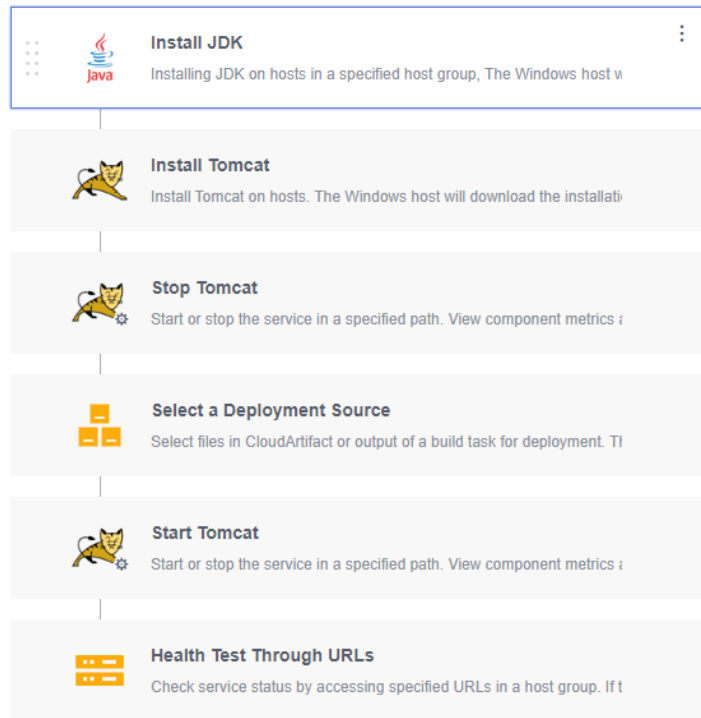 Install JDK
Java
Installing JDK on hosts in a specified host group, The Windows host
Install Tomcat
Install Tomcat on hosts. The Windows host will download the
Stop Tomcat
Start or stop the service in a specified path. View component metrics
Select a Deployment Source
Select files in CloudArtifact or output of a build task for deployment.
Start Tomcat
Start or stop the service in a specified path. View component metrics
Health Test Through URLs
Check service status by accessing specified URLs in a host group. If